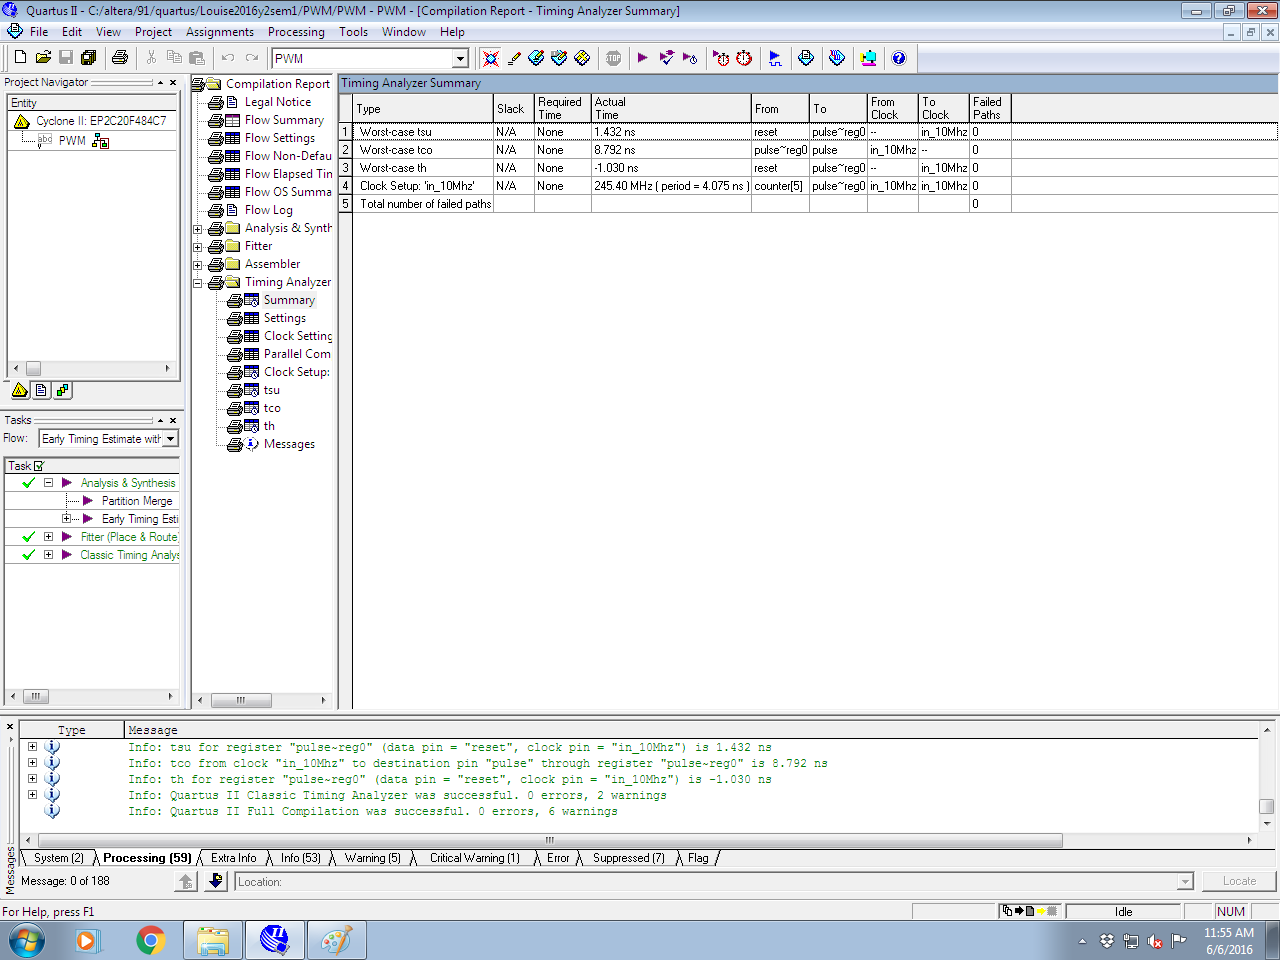 Quartus II - C:/altera/91/quartus/Louise2016y2sem1/PWM/PWM - PWM - [Compilation Report - Timing Analyzer Summary]
File Edit View Project Assignments Processing Tools Window Help
PWM
Project Navigator
Entity
Cyclone II: EP2C20F484C7
abc PWM
Tasks
Flow: Early Timing Estimate with
Task
Analysis & Synthesis
Partition Merge
Early Timing Esti
Fitter (Place & Route)
Classic Timing Analys
Compilation Report
Legal Notice
Flow Summary
Flow Settings
Flow Non-Defau
Flow Elapsed Tim
Flow OS Summa
Flow Log
Analysis & Synth
Fitter
Assembler
Timing Analyzer
Summary
Settings
Clock Setting
Parallel Com
Clock Setup:
tsu
tco
th
Messages
Timing Analyzer Summary
Type Slack Required Time Actual Time From To From Clock To Clock Failed Paths
1 Worst-case tsu N/A None 1.432 ns reset pulse~reg0 -- in_10Mhz 0
2 Worst-case tco N/A None 8.792 ns pulse~reg0 pulse in_10Mhz -- 0
3 Worst-case th N/A None -1.030 ns reset pulse~reg0 -- in_10Mhz 0
4 Clock Setup: 'in_10Mhz' N/A None 245.40 MHz ( period = 4.075 ns ) counter[5] pulse~reg0 in_10Mhz in_10Mhz 0
5 Total number of failed paths 0
Type Message
Info: tsu for register "pulse~reg0" (data pin = "reset", clock pin = "in_10Mhz") is 1.432 ns
Info: tco from clock "in_10Mhz" to destination pin "pulse" through register "pulse~reg0" is 8.792 ns
Info: th for register "pulse~reg0" (data pin = "reset", clock pin = "in_10Mhz") is -1.030 ns
Info: Quartus II Classic Timing Analyzer was successful. 0 errors, 2 warnings
Info: Quartus II Full Compilation was successful. 0 errors, 6 warnings
System (2) Processing (59) Extra Info Info (53) Warning (5) Critical Warning (1) Error Suppressed (7) Flag
Messages
Message: 0 of 188
Location:
Locate
For Help, press F1
Idle
NUM
11:55 AM
6/6/2016